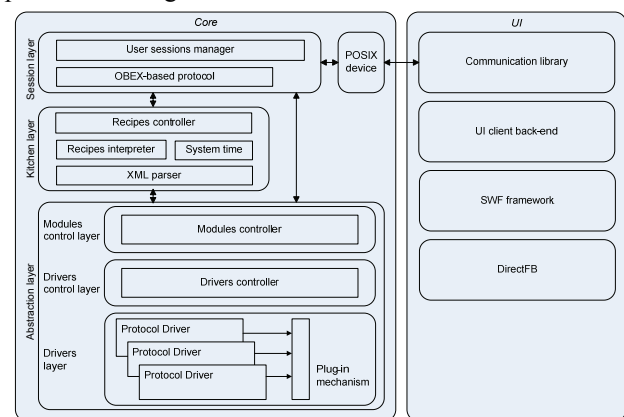 Core
Session layer
User sessions manager
OBEX-based protocol
POSIX
device
Kitchen layer
Recipes controller
Recipes interpreter
System time
XML parser
Abstraction layer
Modules
control layer
Modules controller
Drivers
control layer
Drivers controller
Drivers
layer
Protocol Driver
Protocol Driver
Protocol Driver
Plug-in
mechanism
UI
Communication library
UI client back-end
SWF framework
DirectFB